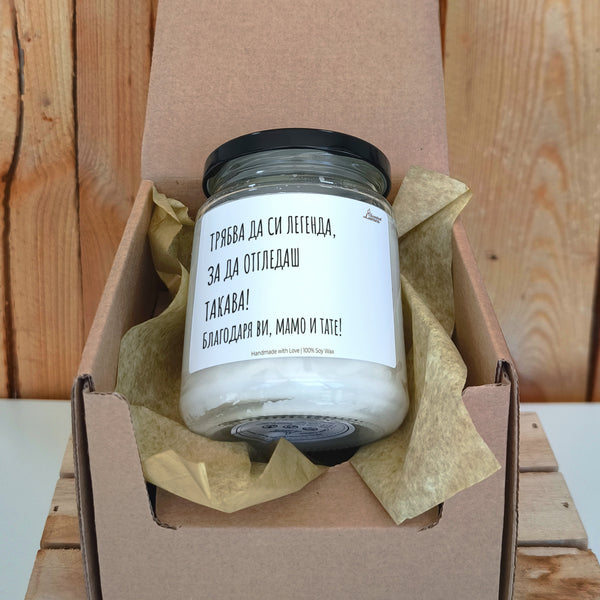 ТРЯБВА ДА СИ ЛЕГЕНДА,
ЗА ДА ОТГЛЕДАШ
ТАКАВА!
БЛАГОДАРЯ ВИ, МАМО И ТАТЕ!
Handmade with Love | 100% Soy Wax